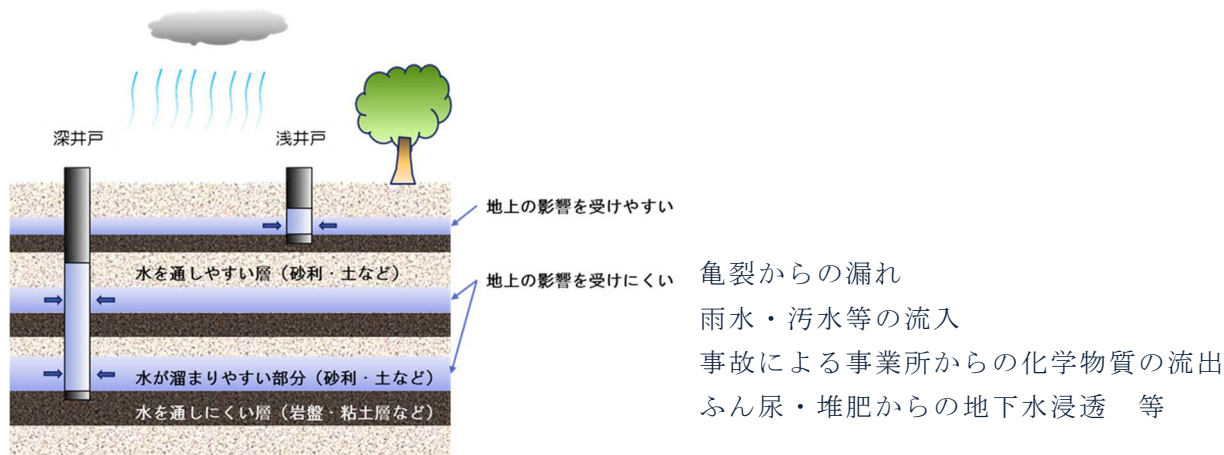 深井戸
浅井戸
地上の影響を受けやすい
水を通しやすい層（砂利・土など）
地上の影響を受けにくい
水が溜まりやすい部分（砂利・土など）
水を通しにくい層（岩盤・粘土層など）
亀裂からの漏れ
雨水・汚水等の流入
事故による事業所からの化学物質の流出
ふん尿・堆肥からの地下水浸透　等